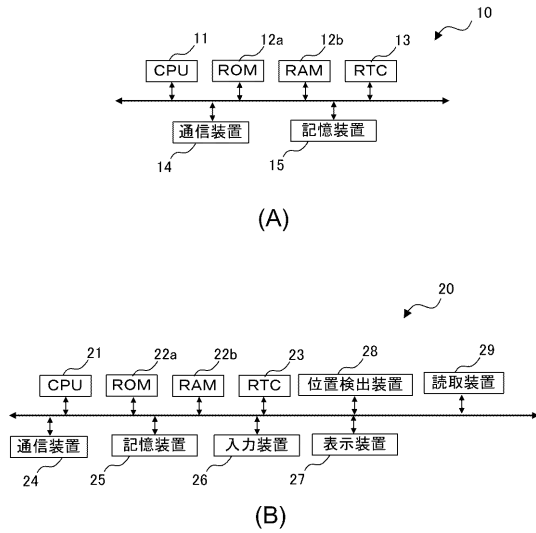 10
11 12a 12b 13
CPU ROM RAM RTC
通信装置 記憶装置
14 15
(A)
20
21 22a 22b 23 28 29
CPU ROM RAM RTC 位置検出装置 読取装置
通信装置 記憶装置 入力装置 表示装置
24 25 26 27
(B)